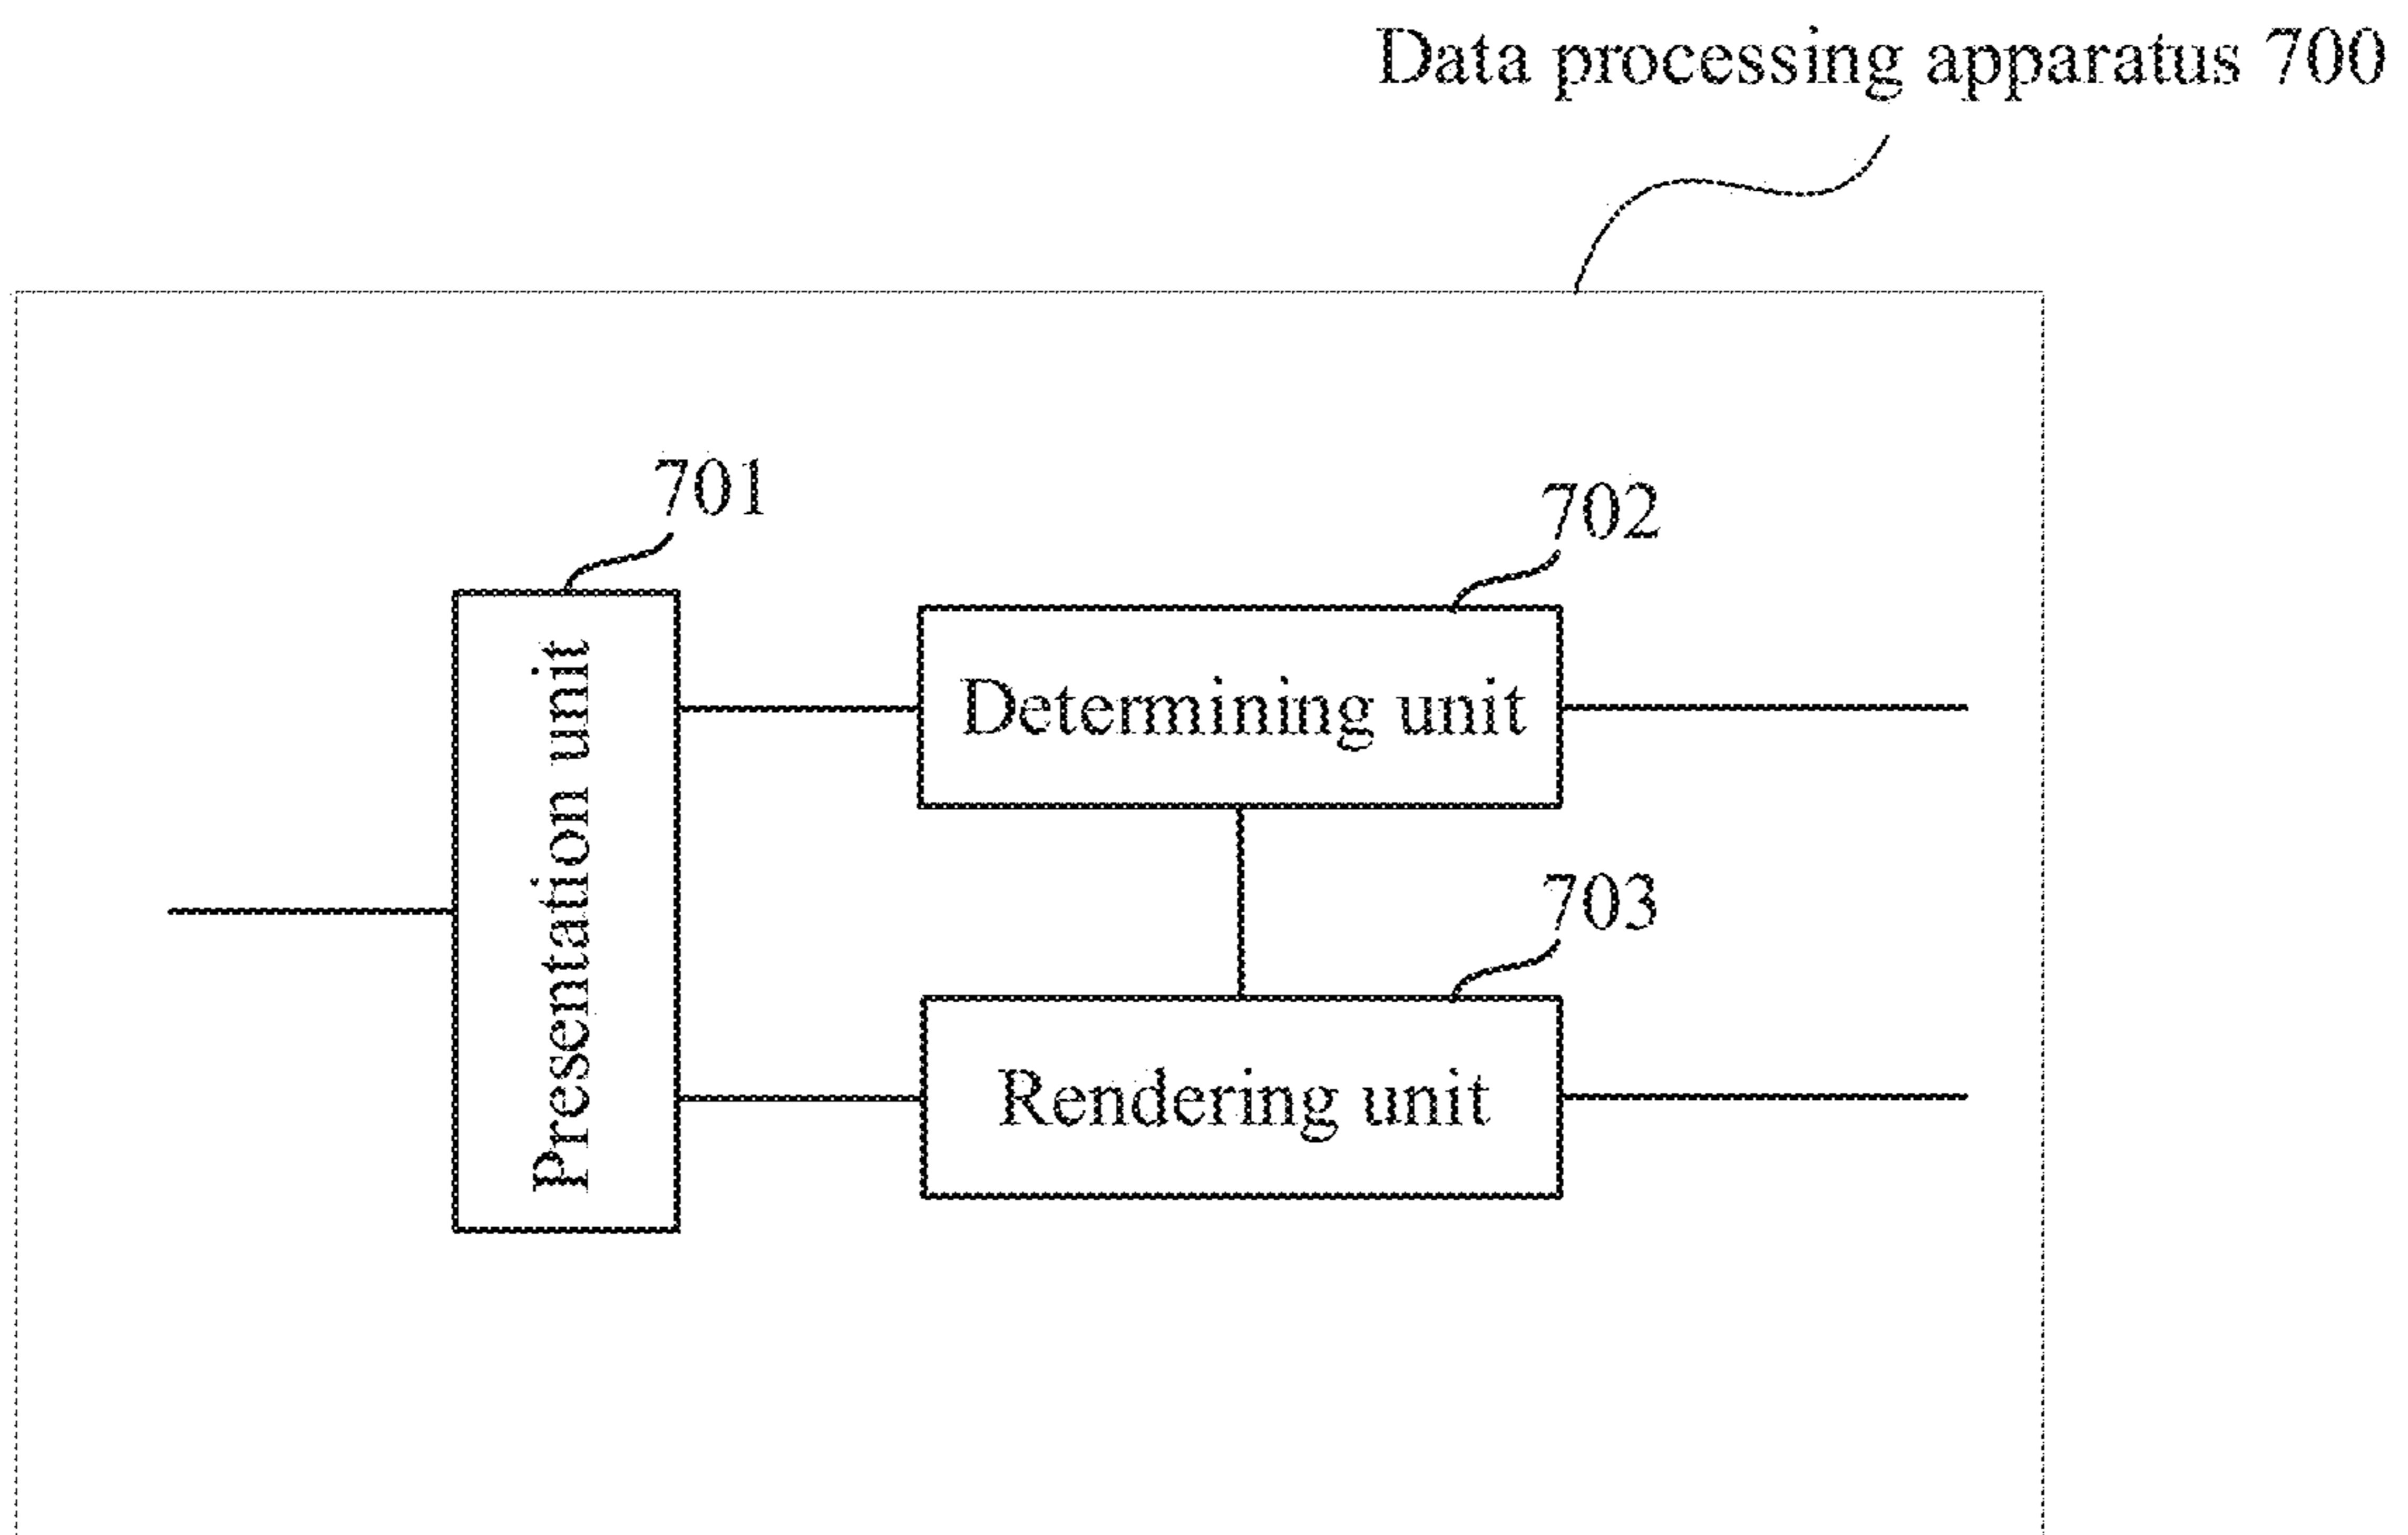 Data processing apparatus 700
701
702
Presentation unit
Determining unit
703
Rendering unit